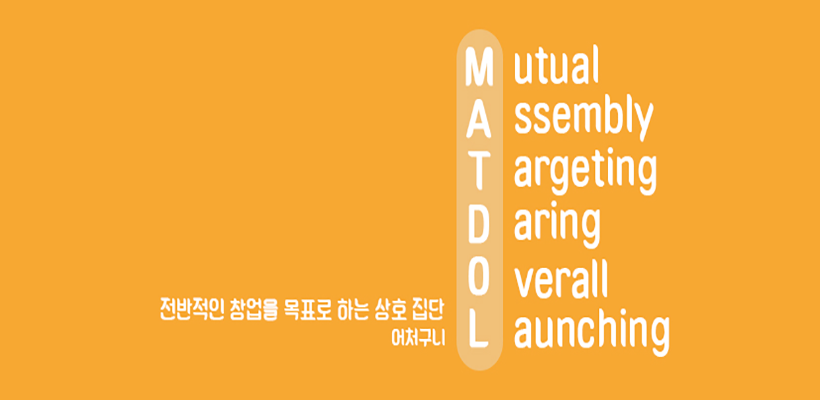 Mutual
Assembly
Targeting
Daring
Overall
Launching
전반적인 창업을 목표로 하는 상호 집단
어처구니